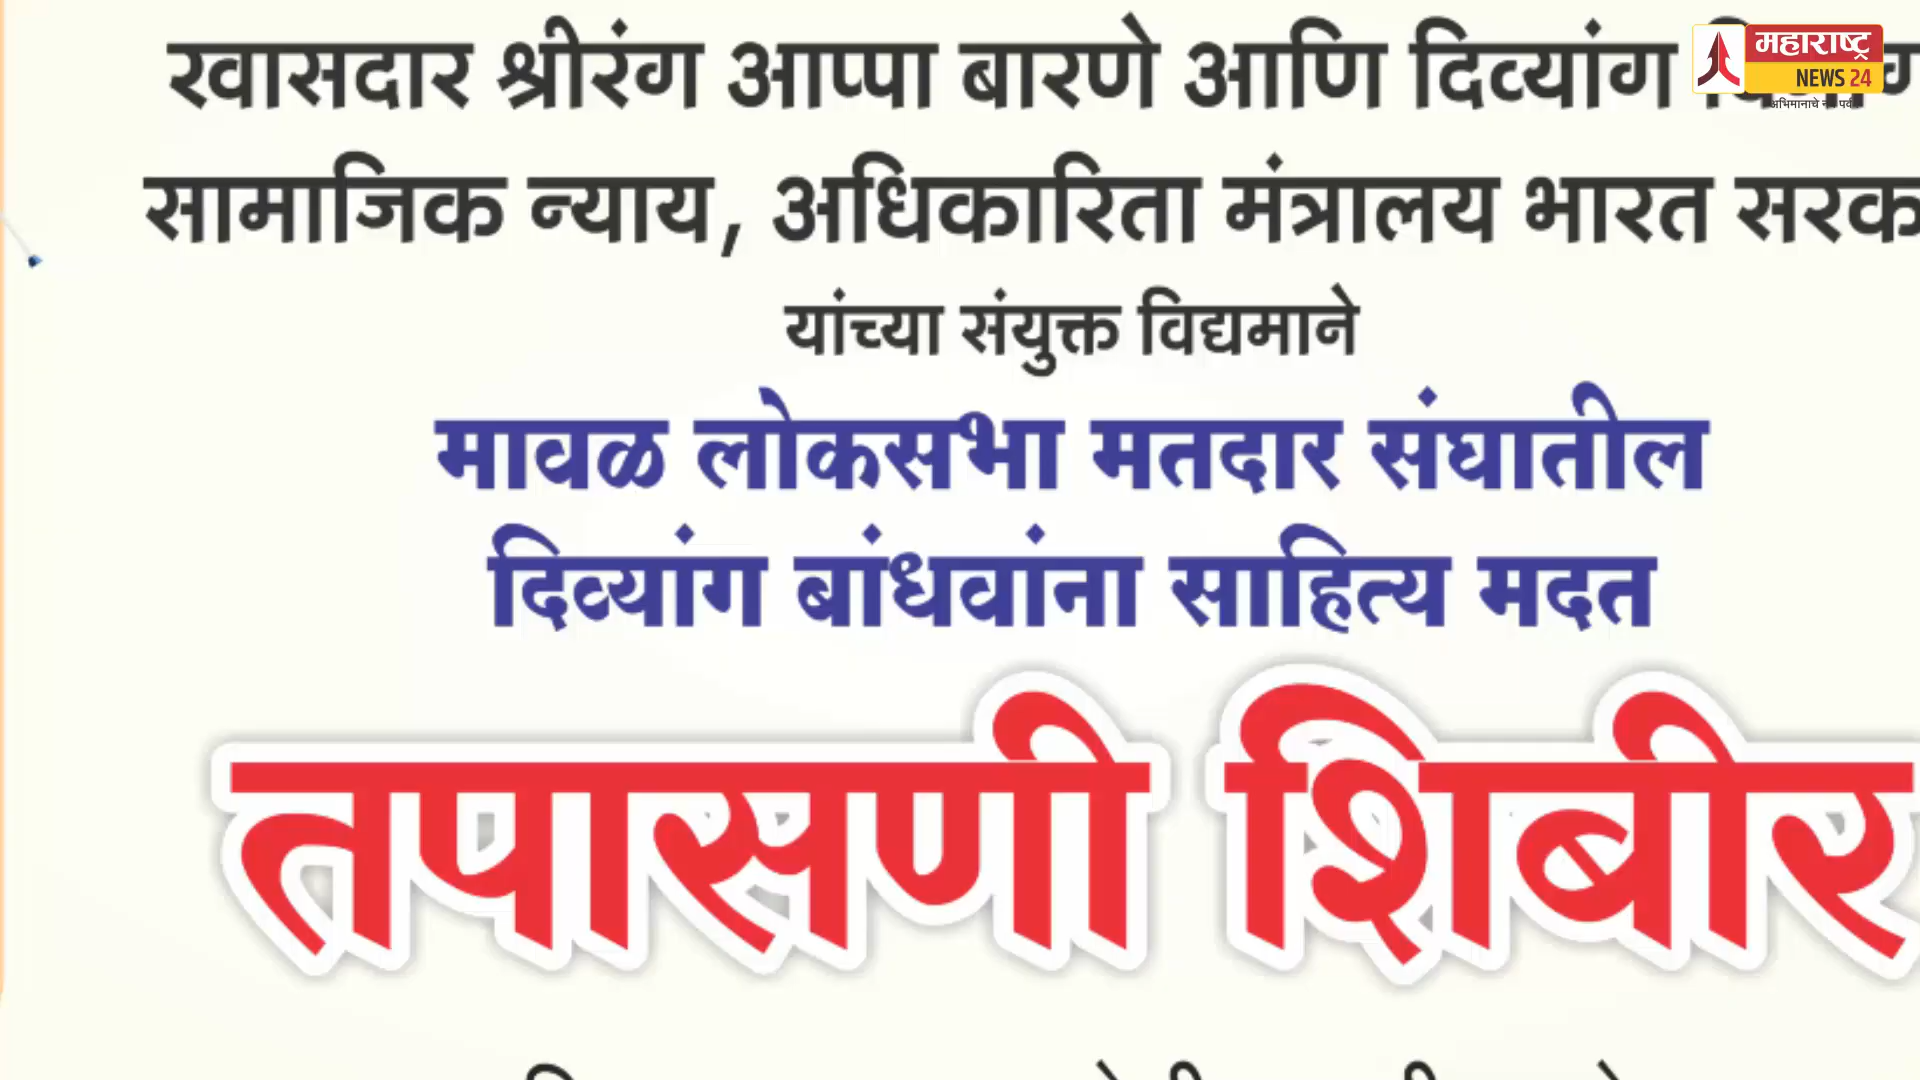 खासदार श्रीरंग आप्पा बारणे आणि दिव्यांग
महाराष्ट्र
NEWS 24
सामाजिक न्याय, अधिकारिता मंत्रालय भारत सरक
यांच्या संयुक्त विद्यमाने
मावळ लोकसभा मतदार संघातील
दिव्यांग बांधवांना साहित्य मदत
तपासणी शिबीर